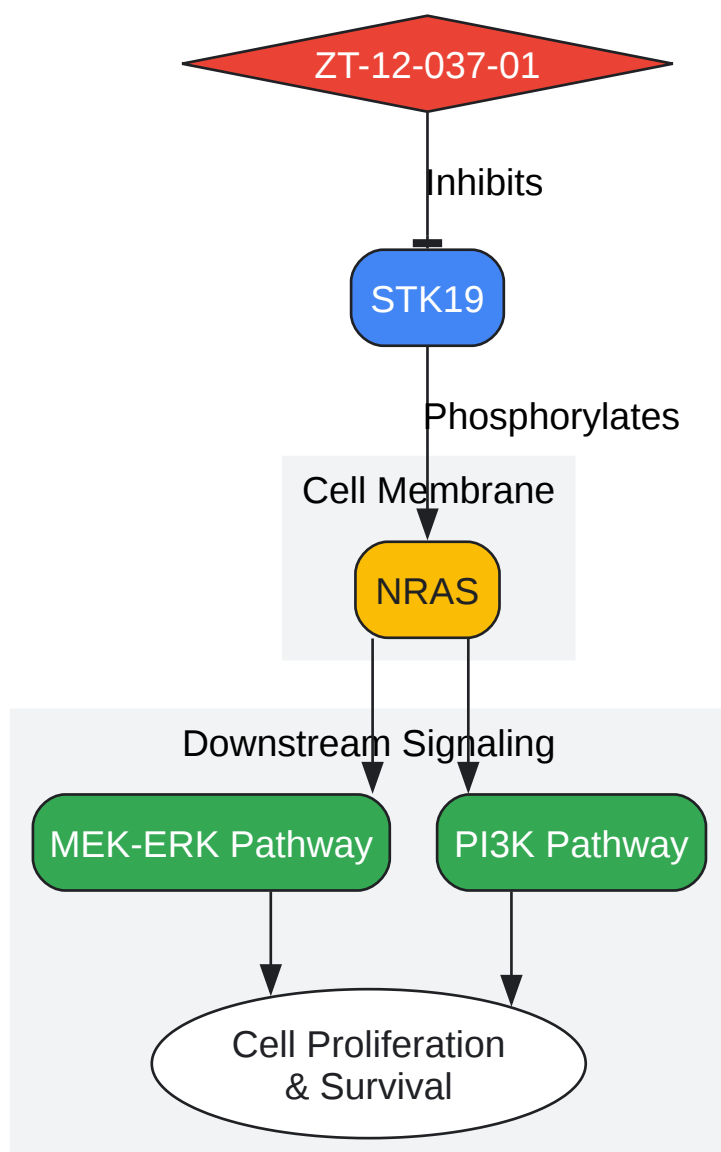 ZT-12-037-01
Inhibits
STK19
Phosphorylates
Cell Membrane
NRAS
Downstream Signaling
MEK-ERK Pathway
PI3K Pathway
Cell Proliferation
& Survival